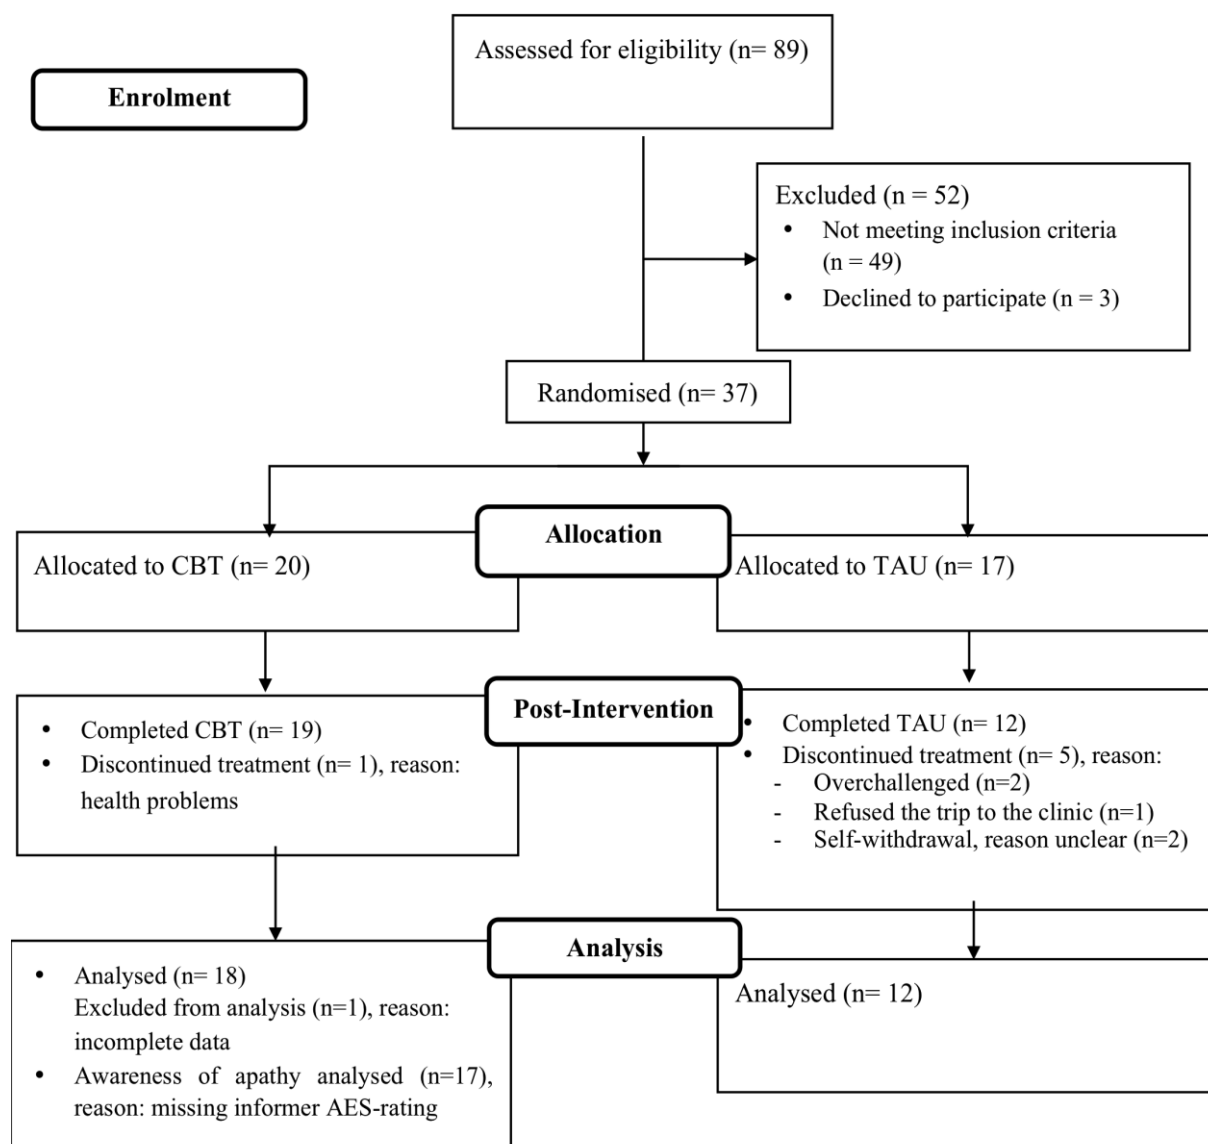 Assessed for eligibility (n= 89)
Enrolment
Excluded (n = 52)
• Not meeting inclusion criteria
(n = 49)
• Declined to participate (n = 3)
Randomised (n= 37)
Allocation
Allocated to CBT (n= 20)
Allocated to TAU (n= 17)
Post-Intervention
• Completed CBT (n= 19)
• Discontinued treatment (n= 1), reason:
health problems
• Completed TAU (n= 12)
• Discontinued treatment (n= 5), reason:
- Overchallenged (n=2)
- Refused the trip to the clinic (n=1)
- Self-withdrawal, reason unclear (n=2)
Analysis
• Analysed (n= 18)
Excluded from analysis (n=1), reason:
incomplete data
• Awareness of apathy analysed (n=17),
reason: missing informer AES-rating
Analysed (n= 12)